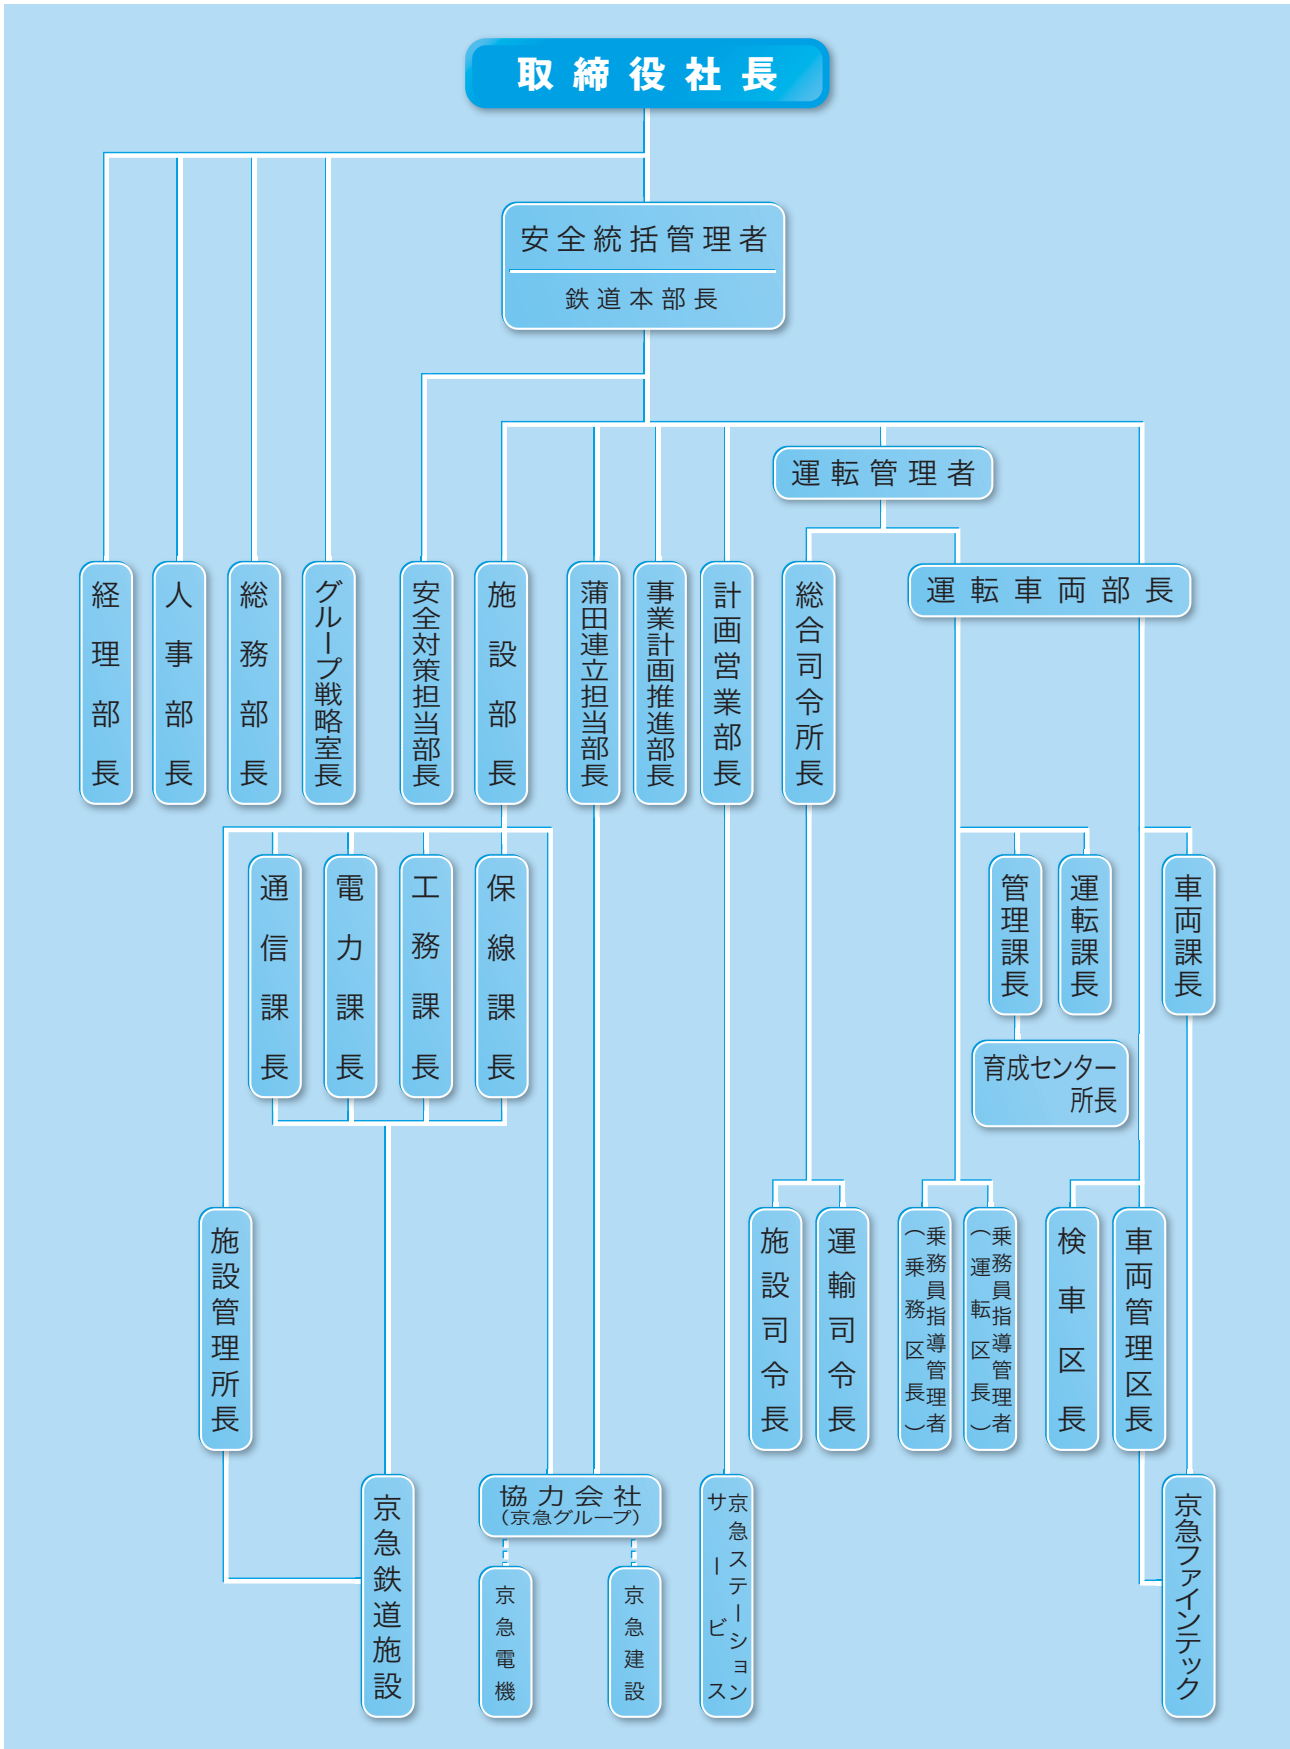 取締役社長
安全統括管理者
鉄道本部長
運転管理者
経理部長
人事部長
総務部長
グループ戦略室長
安全対策担当部長
施設部長
蒲田連立担当部長
事業計画推進部長
計画営業部長
総合司令所長
運転車両部長
通信課長
電力課長
工務課長
保線課長
管理課長
運転課長
車両課長
育成センター
所長
施設管理所長
施設司令長
運輸司令長
乗務員指導管理者
（乗務区長）
乗務員指導管理者
（運転区長）
検車区長
車両管理区長
京急鉄道施設
協力会社
（京急グループ）
京急電機
京急建設
京急ステーション
サービス
京急ファインテック